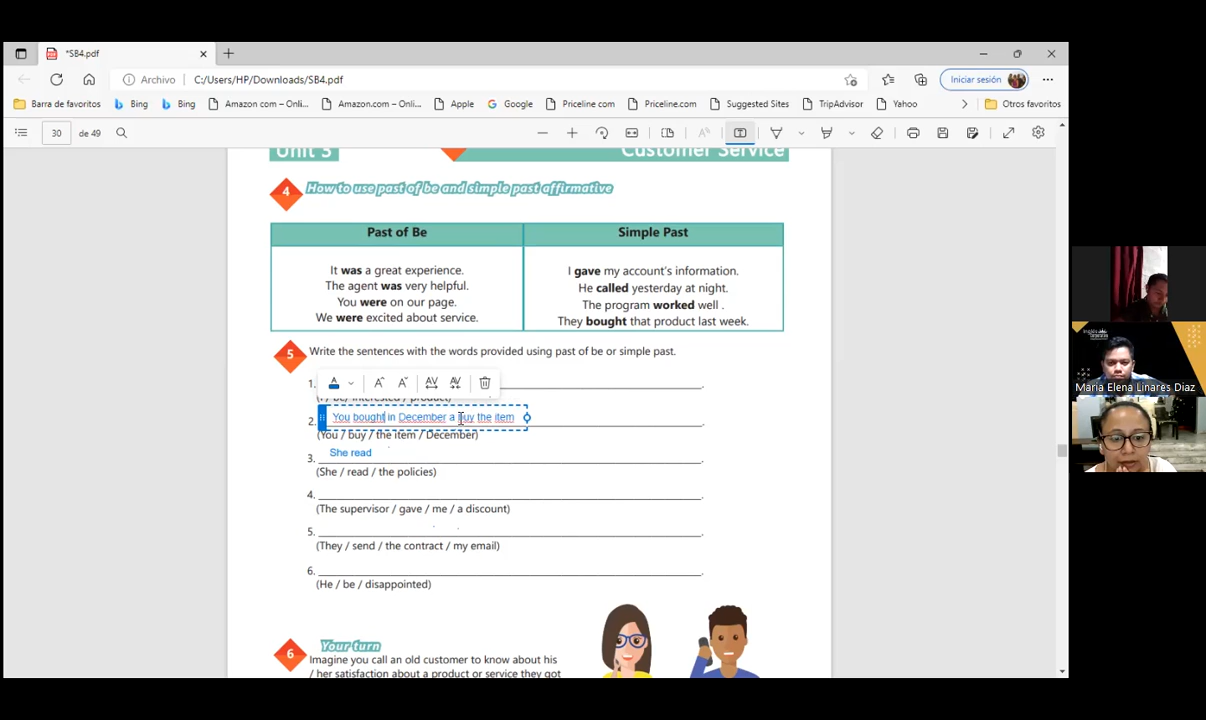 *SB4.pdf
Archivo C:/Users/HP/Downloads/SB4.pdf
Iniciar sesión
Barra de favoritos Bing Bing Amazon com – Onli... Amazon.com – Onli... Apple Google Priceline com Priceline.com Suggested Sites TripAdvisor Yahoo Otros favoritos
30 de 49
Unit 3 Customer Service
4 How to use past of be and simple past affirmative
Past of Be Simple Past
It was a great experience. I gave my account's information.
The agent was very helpful. He called yesterday at night.
You were on our page. The program worked well .
We were excited about service. They bought that product last week.
5 Write the sentences with the words provided using past of be or simple past.
1.
(I / be/ interested / product)
2. You bought in December a buy the item
(You / buy / the item / December)
She read
3.
(She / read / the policies)
4.
(The supervisor / gave / me / a discount)
5.
(They / send / the contract / my email)
6.
(He / be / disappointed)
6 Your turn
Imagine you call an old customer to know about his
/ her satisfaction about a product or service they got
Maria Elena Linares Diaz